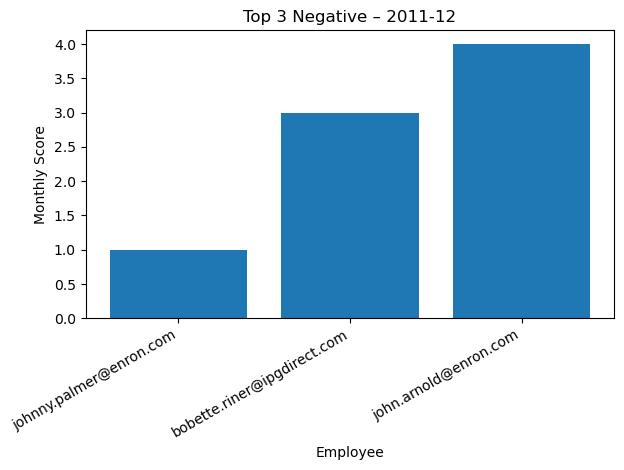 Top 3 Negative – 2011-12
Monthly Score
4.0
3.5
3.0
2.5
2.0
1.5
1.0
0.5
0.0
johnny.palmer@enron.com
bobette.riner@ipgdirect.com
john.arnold@enron.com
Employee